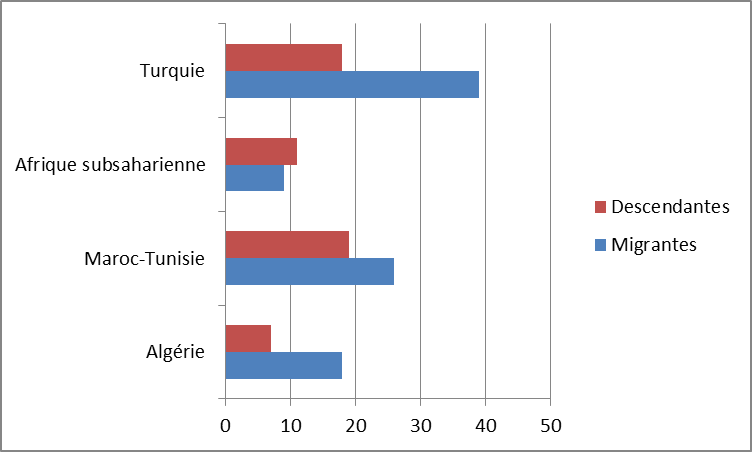 Turquie
Afrique subsaharienne
Maroc-Tunisie
Algérie
0 10 20 30 40 50
Descendantes
Migrantes